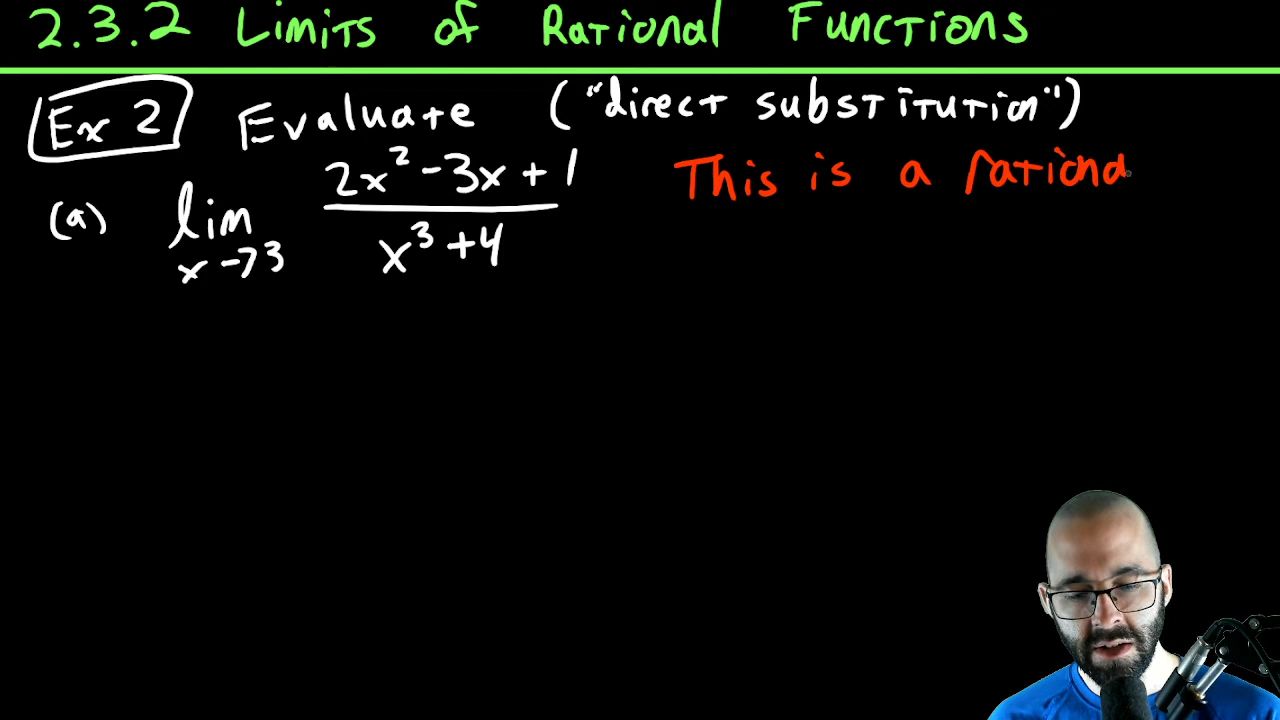 2.3.2 Limits of Rational Functions
Ex 2 Evaluate ("direct substitution")
(a) lim x→3 (2x² - 3x + 1)/(x³ + 4)
This is a rationa